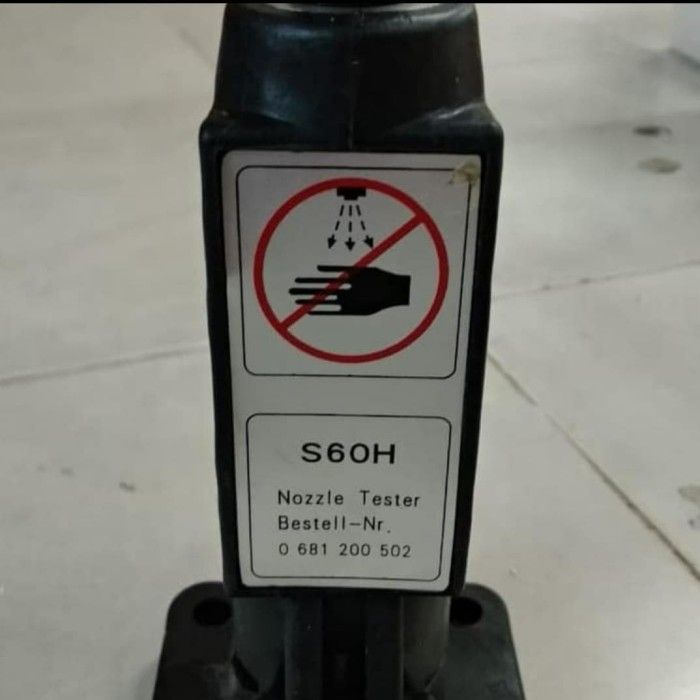 S60H
Nozzle Tester
Bestell-Nr.
0 681 200 502